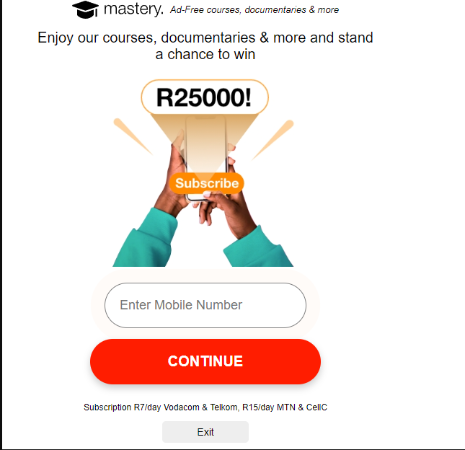 mastery. Ad-Free courses, documentaries & more
Enjoy our courses, documentaries & more and stand
a chance to win
R25000!
Subscribe
Enter Mobile Number
CONTINUE
Subscription R7/day Vodacom & Telkom, R15/day MTN & CellC
Exit